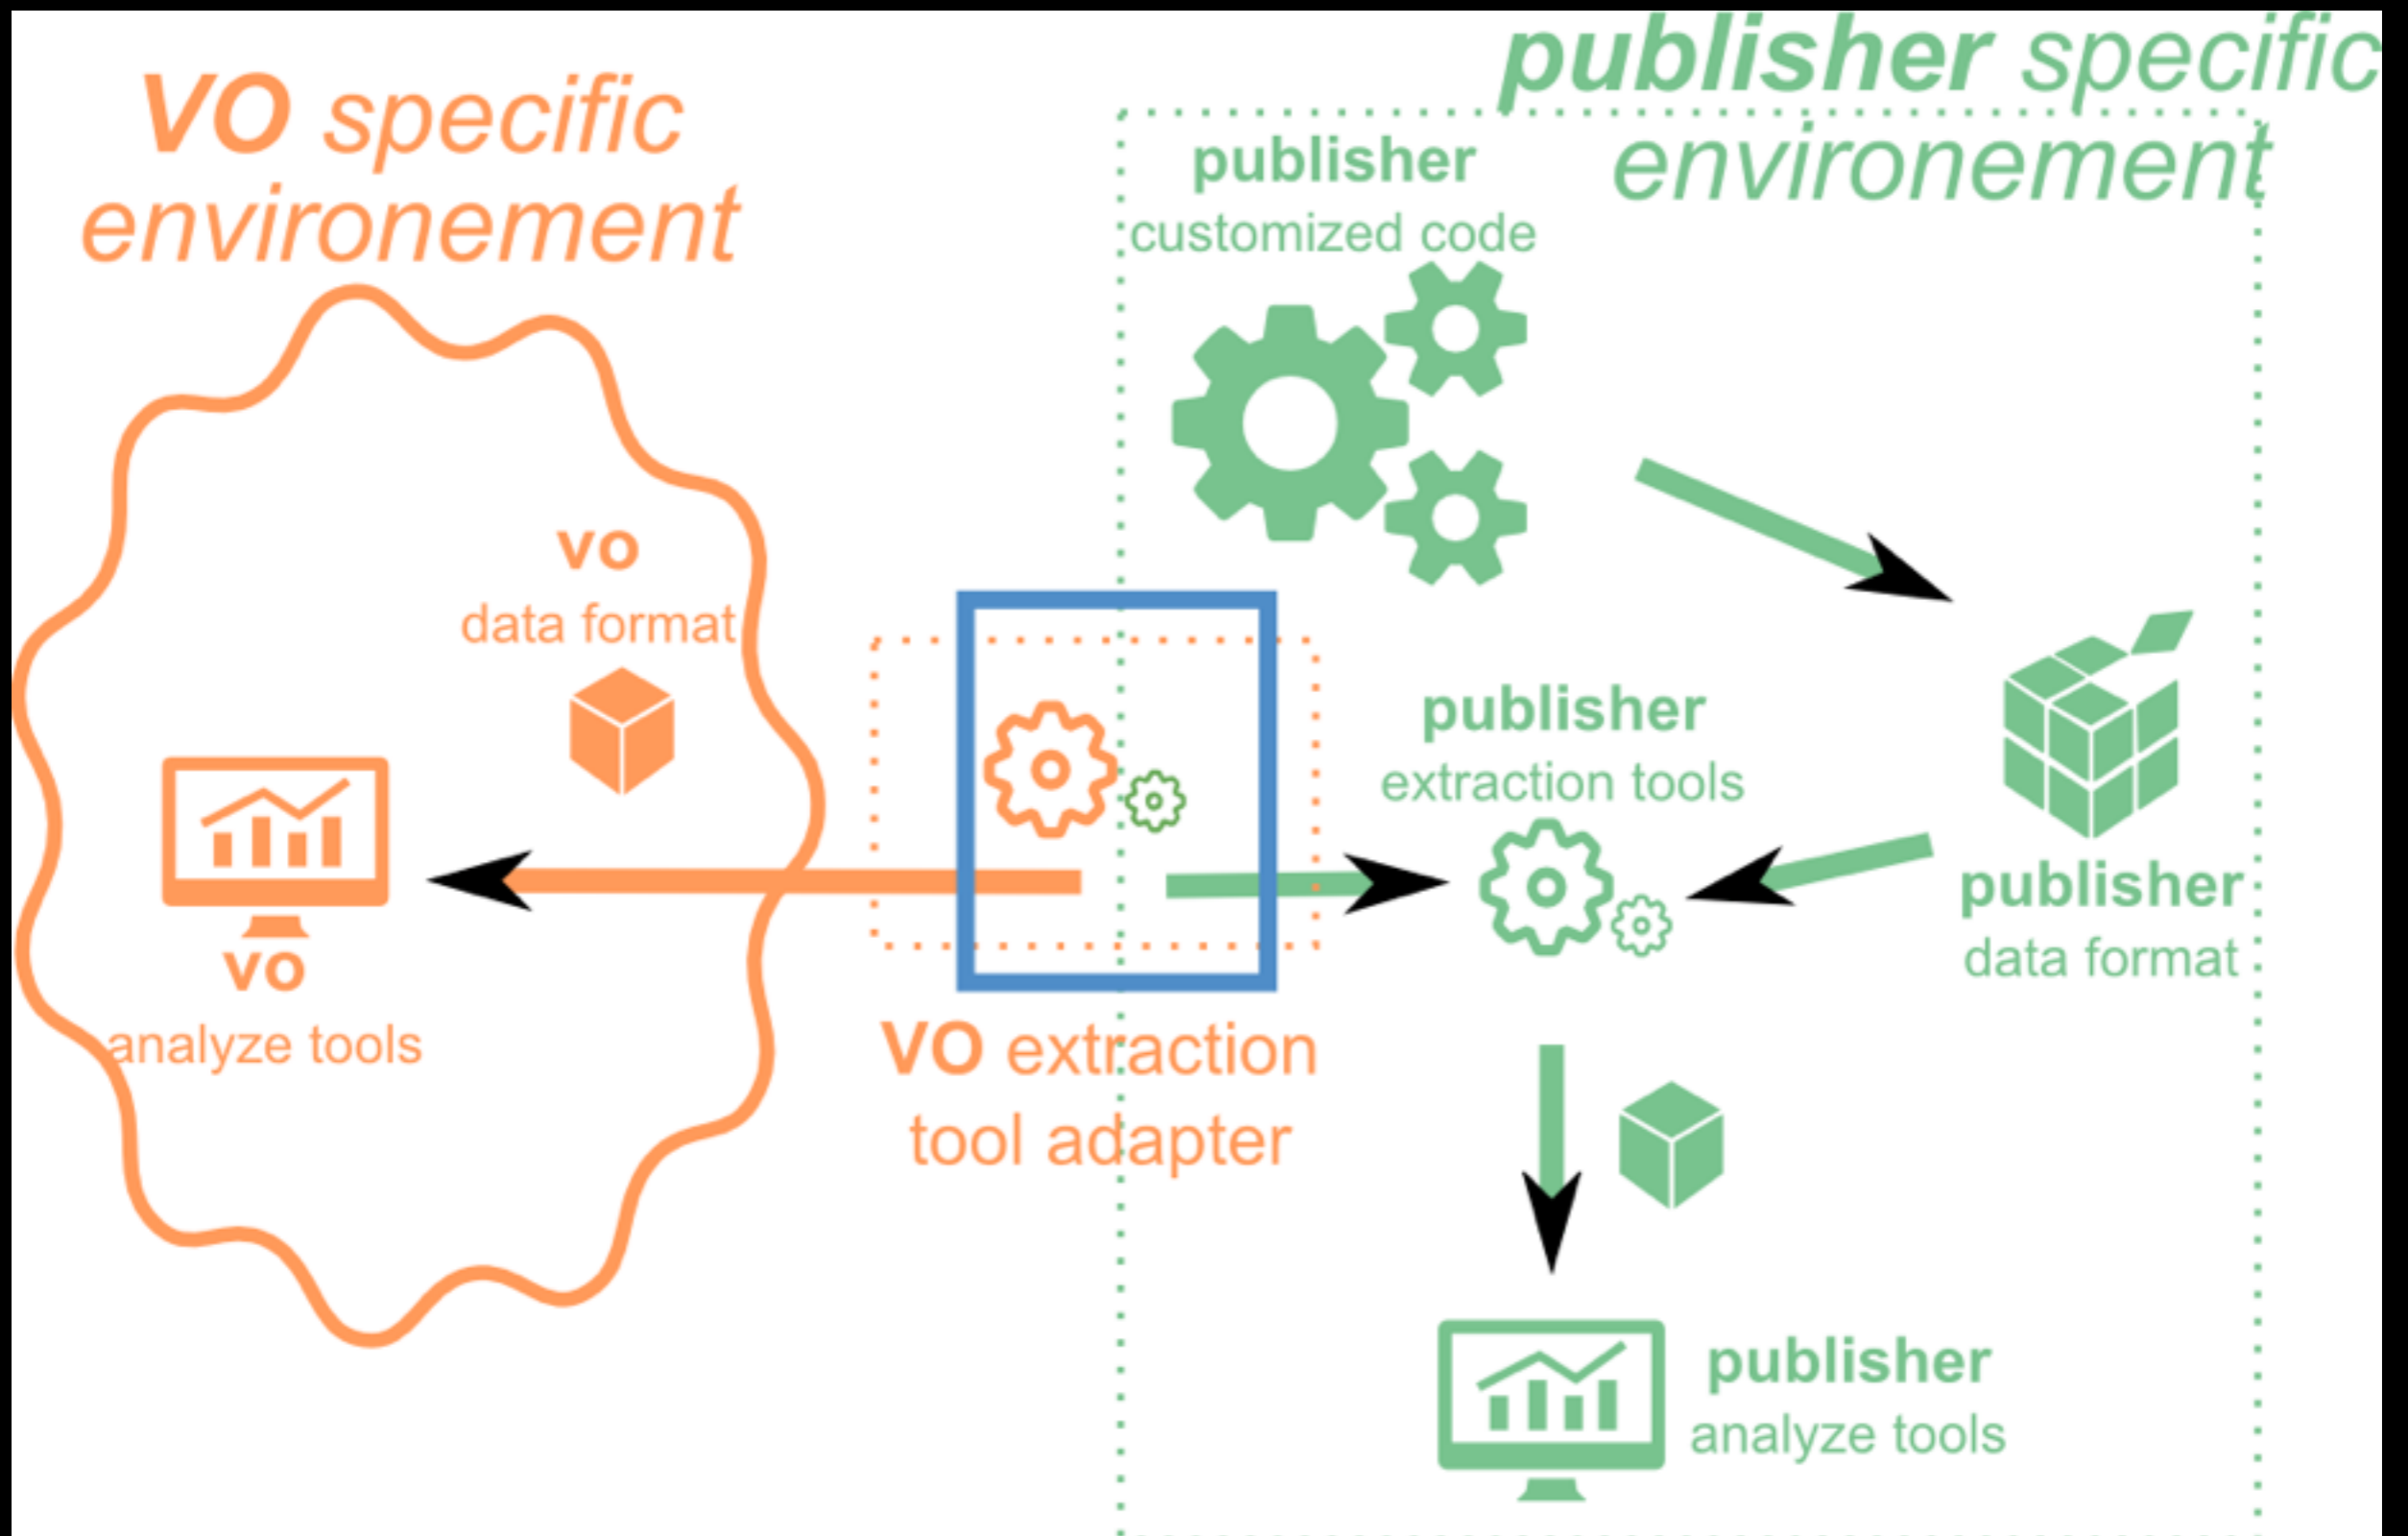 VO specific
environement
publisher specific
environement
publisher
customized code
vo
data format
publisher
extraction tools
publisher
data format
vo
analyze tools
VO extraction
tool adapter
publisher
analyze tools